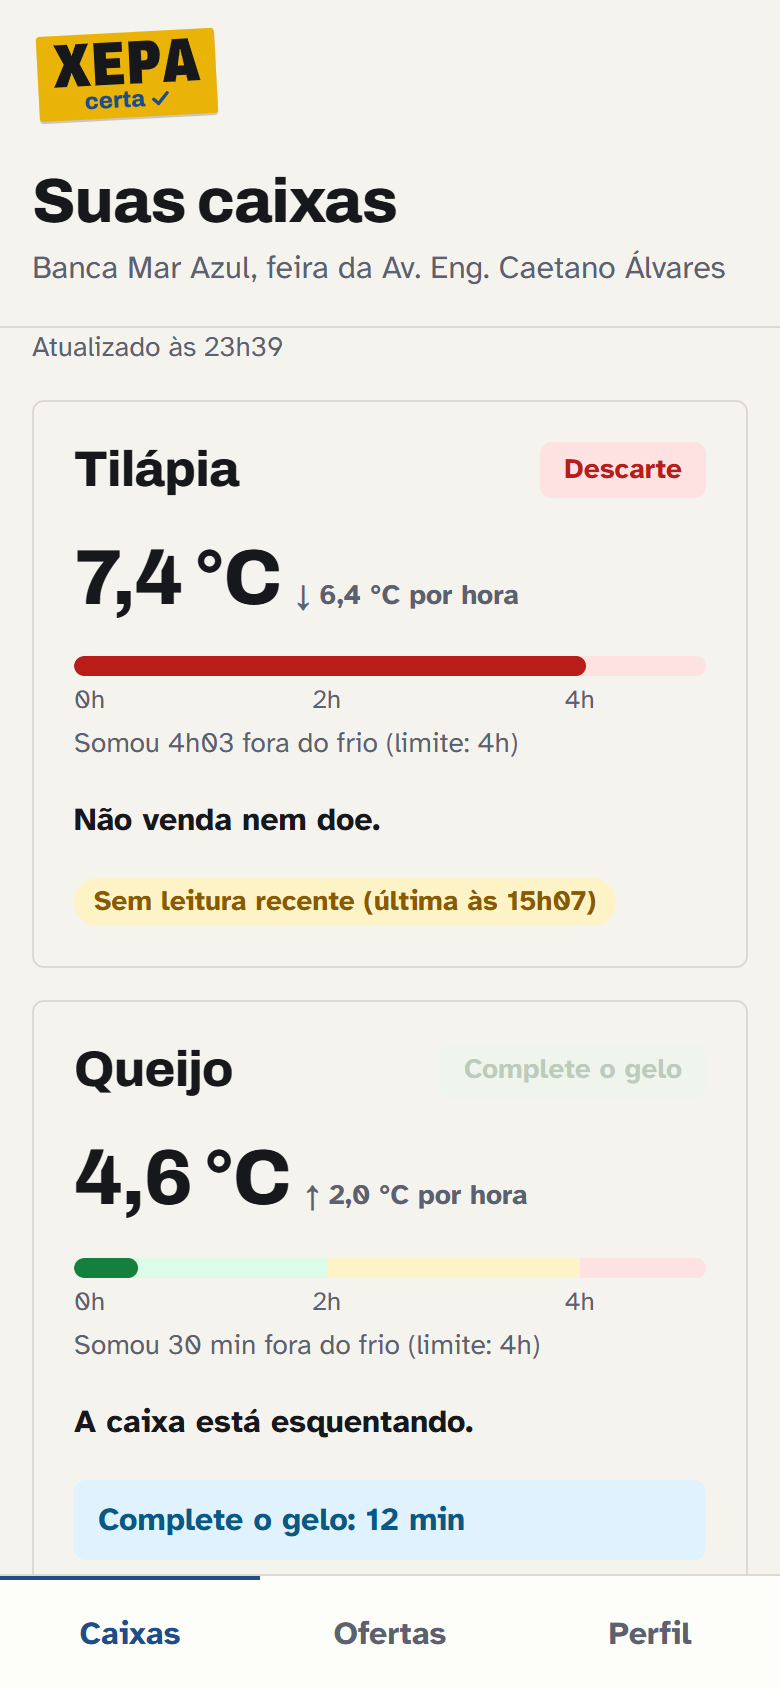 XEPA
certa
Suas caixas
Banca Mar Azul, feira da Av. Eng. Caetano Álvares
Atualizado às 23h39
Tilápia
Descarte
7,4 °C ↓ 6,4 °C por hora
0h 2h 4h
Somou 4h03 fora do frio (limite: 4h)
Não venda nem doe.
Sem leitura recente (última às 15h07)
Queijo
Complete o gelo
4,6 °C ↑ 2,0 °C por hora
0h 2h 4h
Somou 30 min fora do frio (limite: 4h)
A caixa está esquentando.
Complete o gelo: 12 min
Caixas Ofertas Perfil